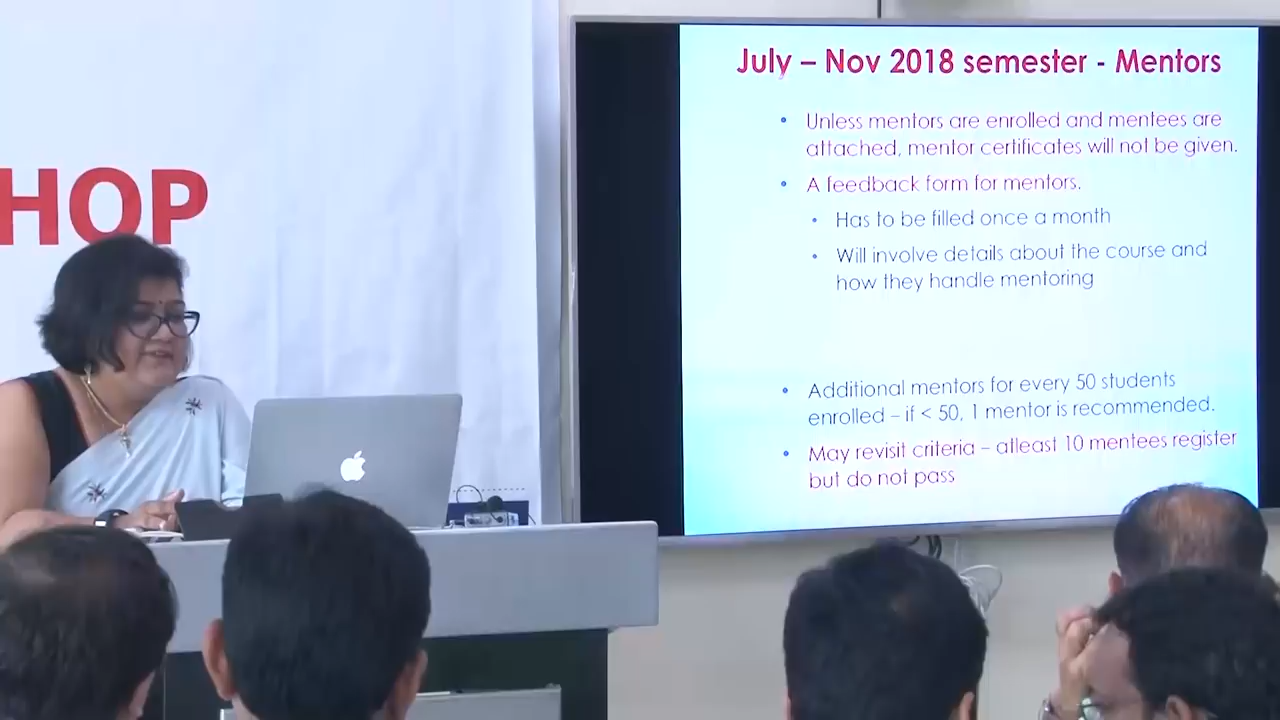 HOP
July – Nov 2018 semester - Mentors
• Unless mentors are enrolled and mentees are
attached, mentor certificates will not be given.
• A feedback form for mentors.
• Has to be filled once a month
• Will involve details about the course and
how they handle mentoring
• Additional mentors for every 50 students
enrolled – if < 50, 1 mentor is recommended.
• May revisit criteria – atleast 10 mentees register
but do not pass